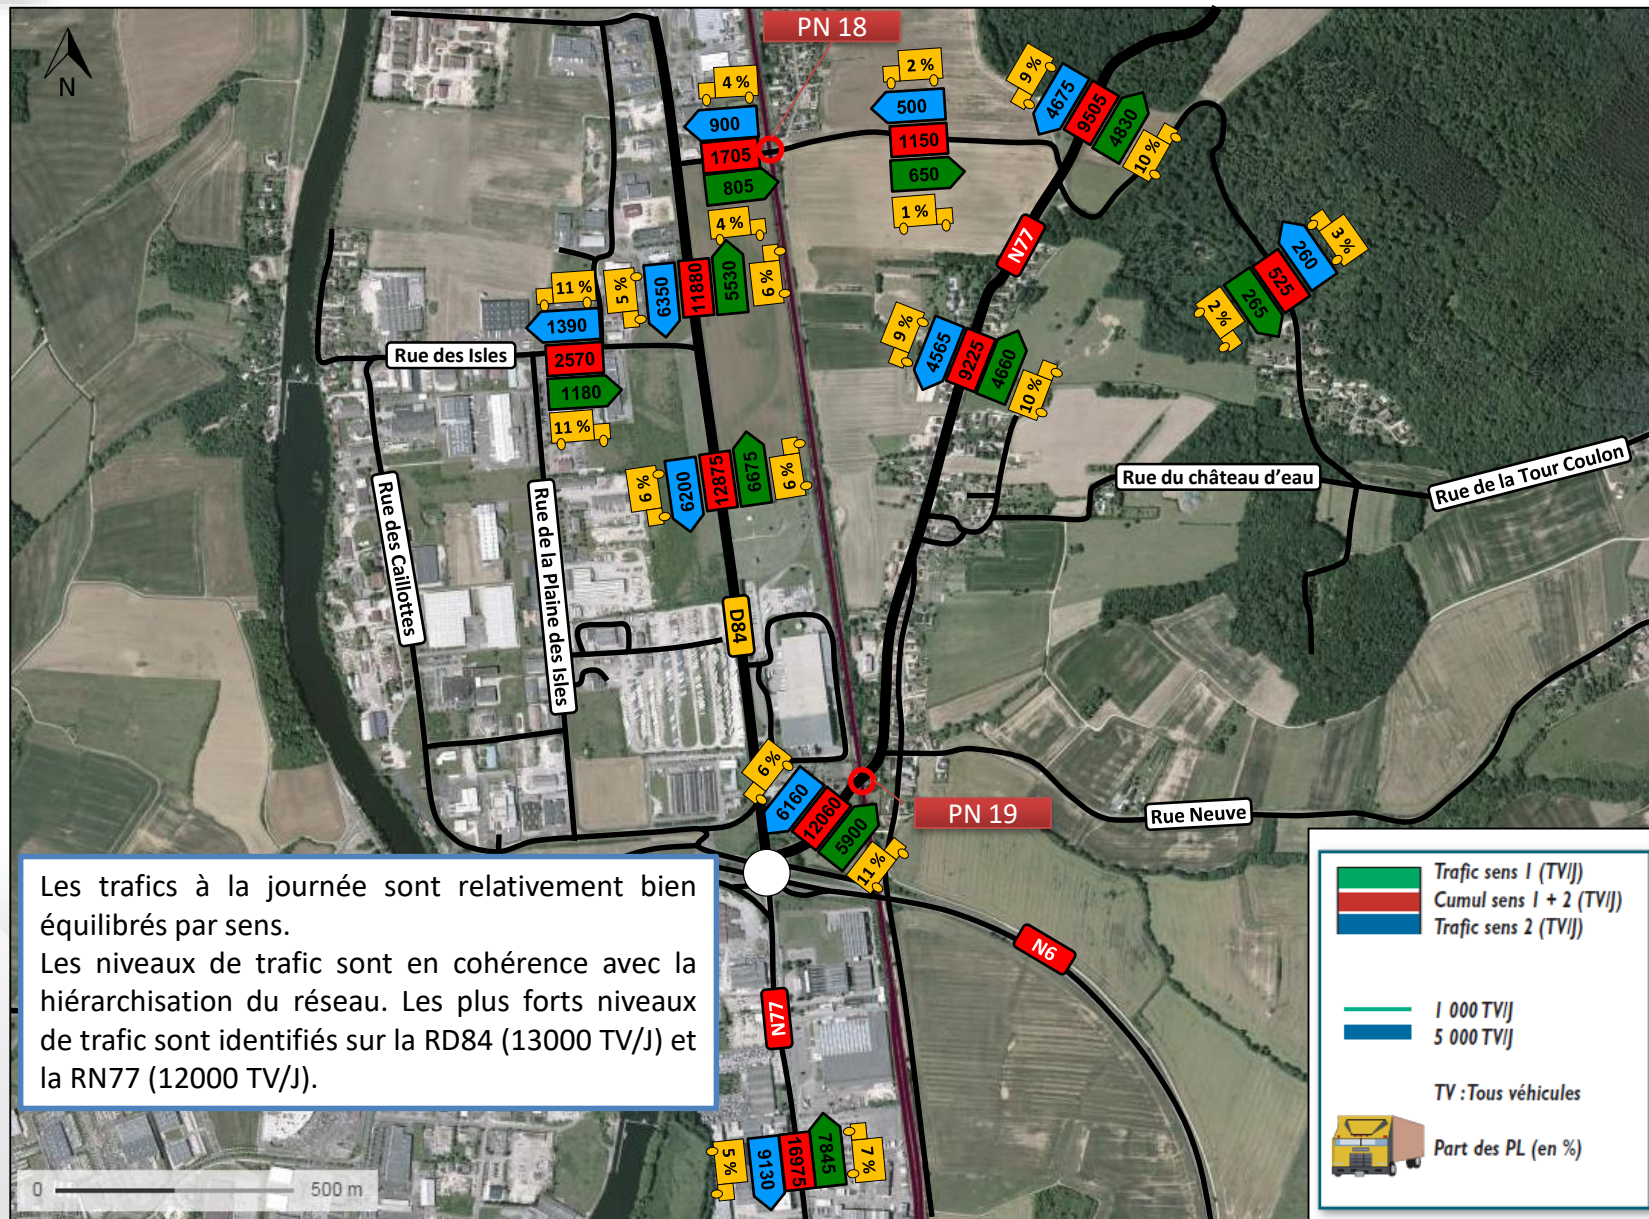 PN 18
N
4 %
900
1705
805
4 %
2 %
500
1150
650
1 %
9 %
4675
9505
4830
10 %
N77
3 %
260
525
265
2 %
11 %
1390
2570
1180
11 %
5 %
6350
11880
5530
6 %
Rue des Isles
9 %
4565
9225
4660
10 %
6 %
6200
12875
6675
6 %
Rue du château d'eau
Rue de la Tour Coulon
Rue des Caillottes
Rue de la Plaine des Isles
D84
6 %
6160
12060
5900
11 %
PN 19
Rue Neuve
N6
N77
Les trafics à la journée sont relativement bien
équilibrés par sens.
Les niveaux de trafic sont en cohérence avec la
hiérarchisation du réseau. Les plus forts niveaux
de trafic sont identifiés sur la RD84 (13000 TV/J) et
la RN77 (12000 TV/J).
5 %
9130
16975
7845
7 %
0 500 m
Trafic sens 1 (TV/J)
Cumul sens 1 + 2 (TV/J)
Trafic sens 2 (TV/J)
1 000 TV/J
5 000 TV/J
TV : Tous véhicules
Part des PL (en %)